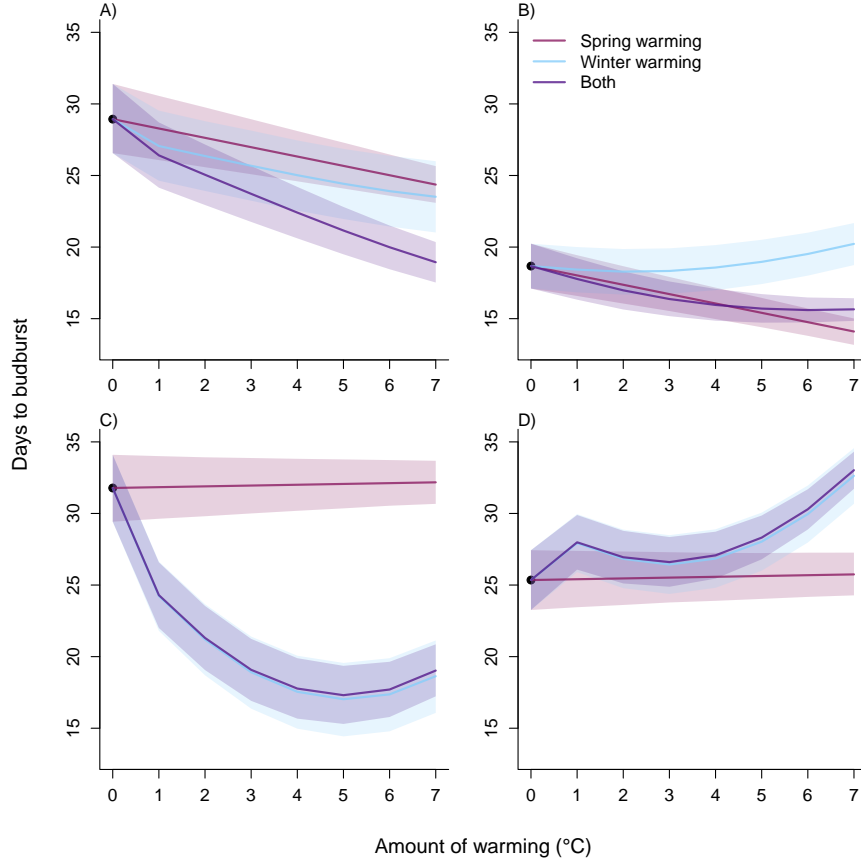 A)
35
30
25
20
15
0 1 2 3 4 5 6 7
B)
Spring warming
Winter warming
Both
35
30
25
20
15
0 1 2 3 4 5 6 7
C)
35
30
25
20
15
0 1 2 3 4 5 6 7
D)
35
30
25
20
15
0 1 2 3 4 5 6 7
Days to budburst
Amount of warming (°C)